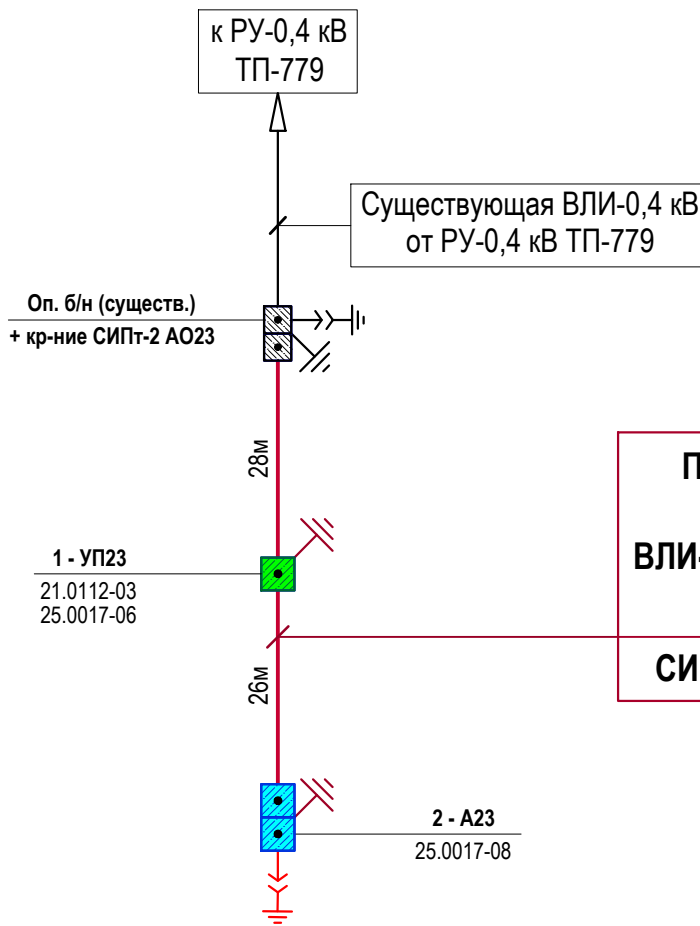 к РУ-0,4 кВ
ТП-779
Существующая ВЛИ-0,4 кВ
от РУ-0,4 кВ ТП-779
Оп. б/н (существ.)
+ кр-ние СИПт-2 АО23
28м
П
1 - УП23
21.0112-03
25.0017-06
ВЛИ-
26м
СИ
2 - А23
25.0017-08